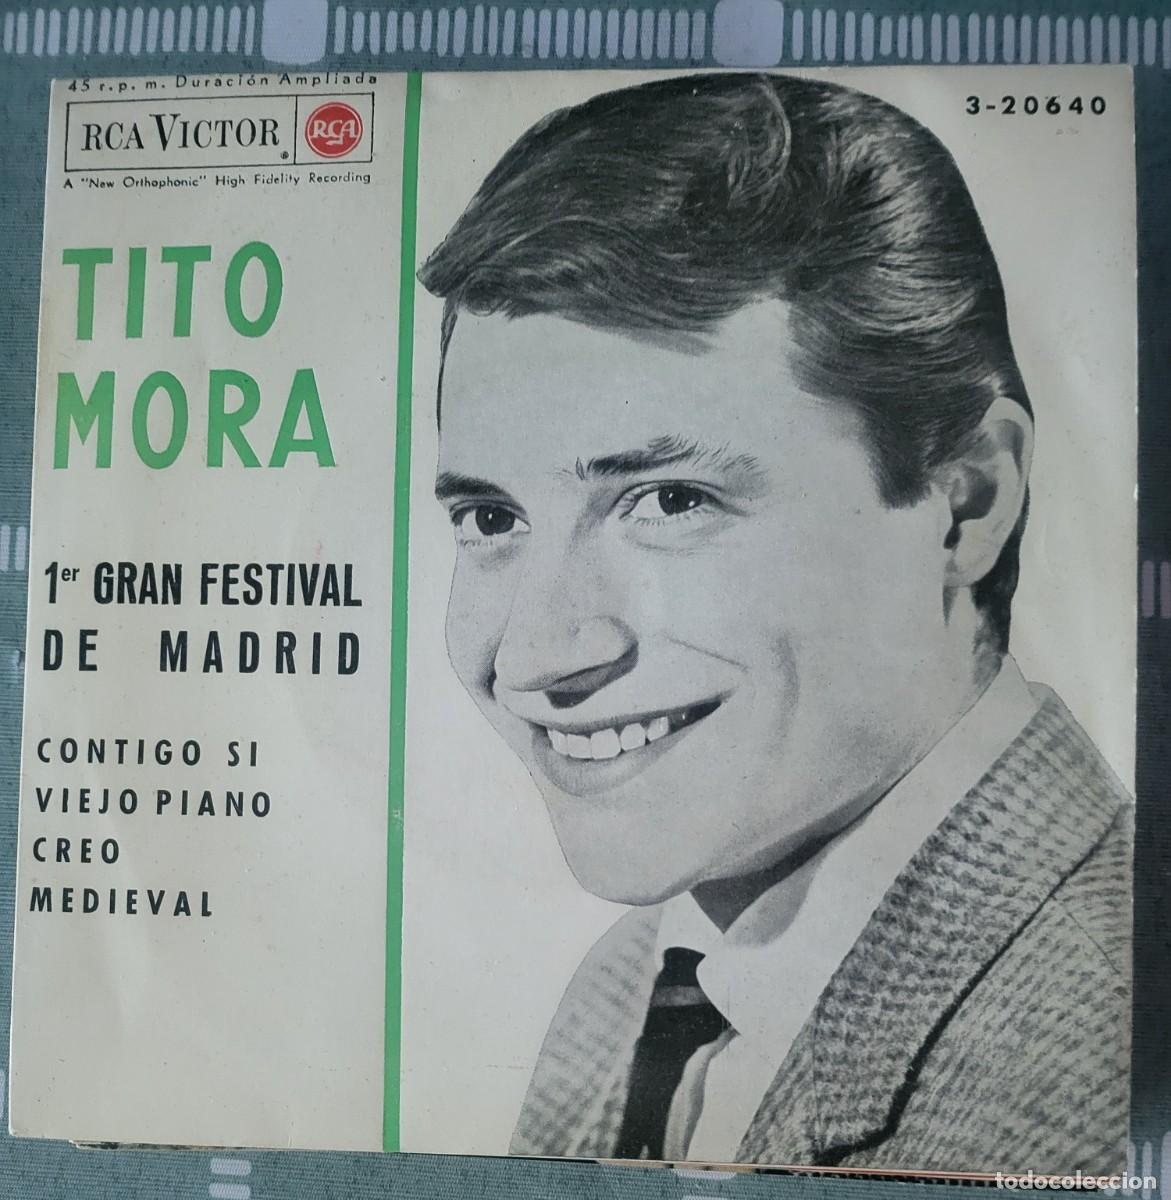 45 r.p.m. Duración Ampliada
RCA VICTOR RCA
A "New Orthophonic" High Fidelity Recording
3-20640
TITO
MORA
1er GRAN FESTIVAL
DE MADRID
CONTIGO SI
VIEJO PIANO
CREO
MEDIEVAL
todocoleccion